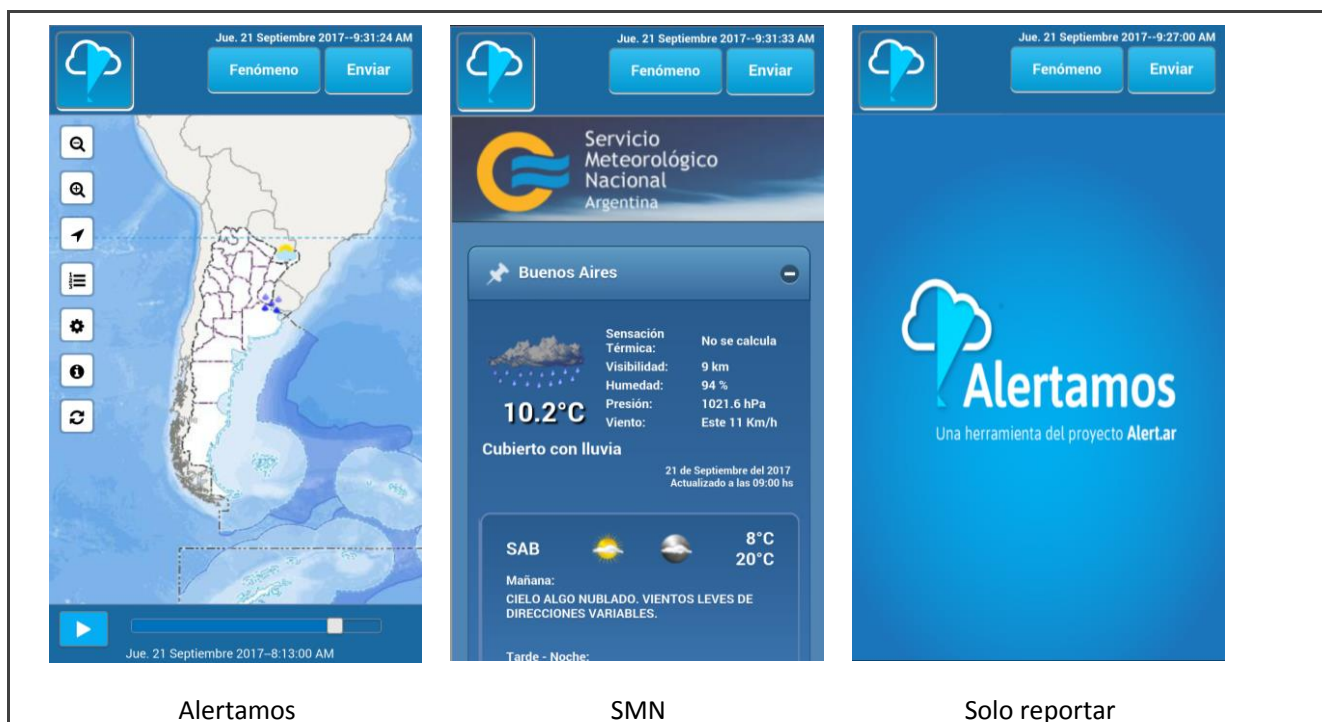 Jue. 21 Septiembre 2017--9:31:24 AM
Fenómeno
Enviar
Jue. 21 Septiembre 2017--8:13:00 AM
Alertamos
Jue. 21 Septiembre 2017--9:31:33 AM
Fenómeno
Enviar
Servicio
Meteorológico
Nacional
Argentina
Buenos Aires
Sensación
Térmica:
No se calcula
Visibilidad: 9 km
Humedad: 94 %
Presión: 1021.6 hPa
Viento: Este 11 Km/h
10.2°C
Cubierto con lluvia
21 de Septiembre del 2017
Actualizado a las 09:00 hs
SAB
8°C
20°C
Mañana:
CIELO ALGO NUBLADO. VIENTOS LEVES DE
DIRECCIONES VARIABLES.
Tarde - Noche:
SMN
Jue. 21 Septiembre 2017--9:27:00 AM
Fenómeno
Enviar
Alertamos
Una herramienta del proyecto Alert.ar
Solo reportar